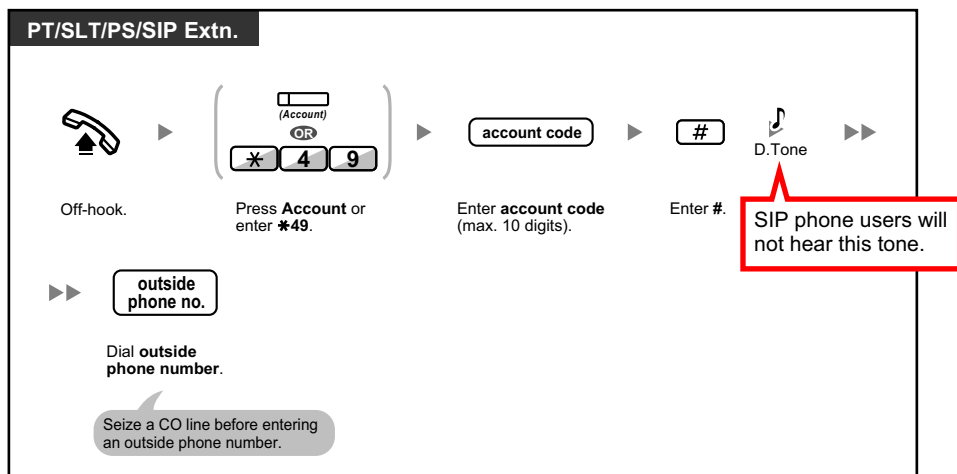 PT/SLT/PS/SIP Extn.
(Account)
OR
* 4 9
account code
#
D.Tone
Off-hook.
Press Account or
enter *49.
Enter account code
(max. 10 digits).
Enter #.
SIP phone users will
not hear this tone.
outside
phone no.
Dial outside
phone number.
Seize a CO line before entering
an outside phone number.